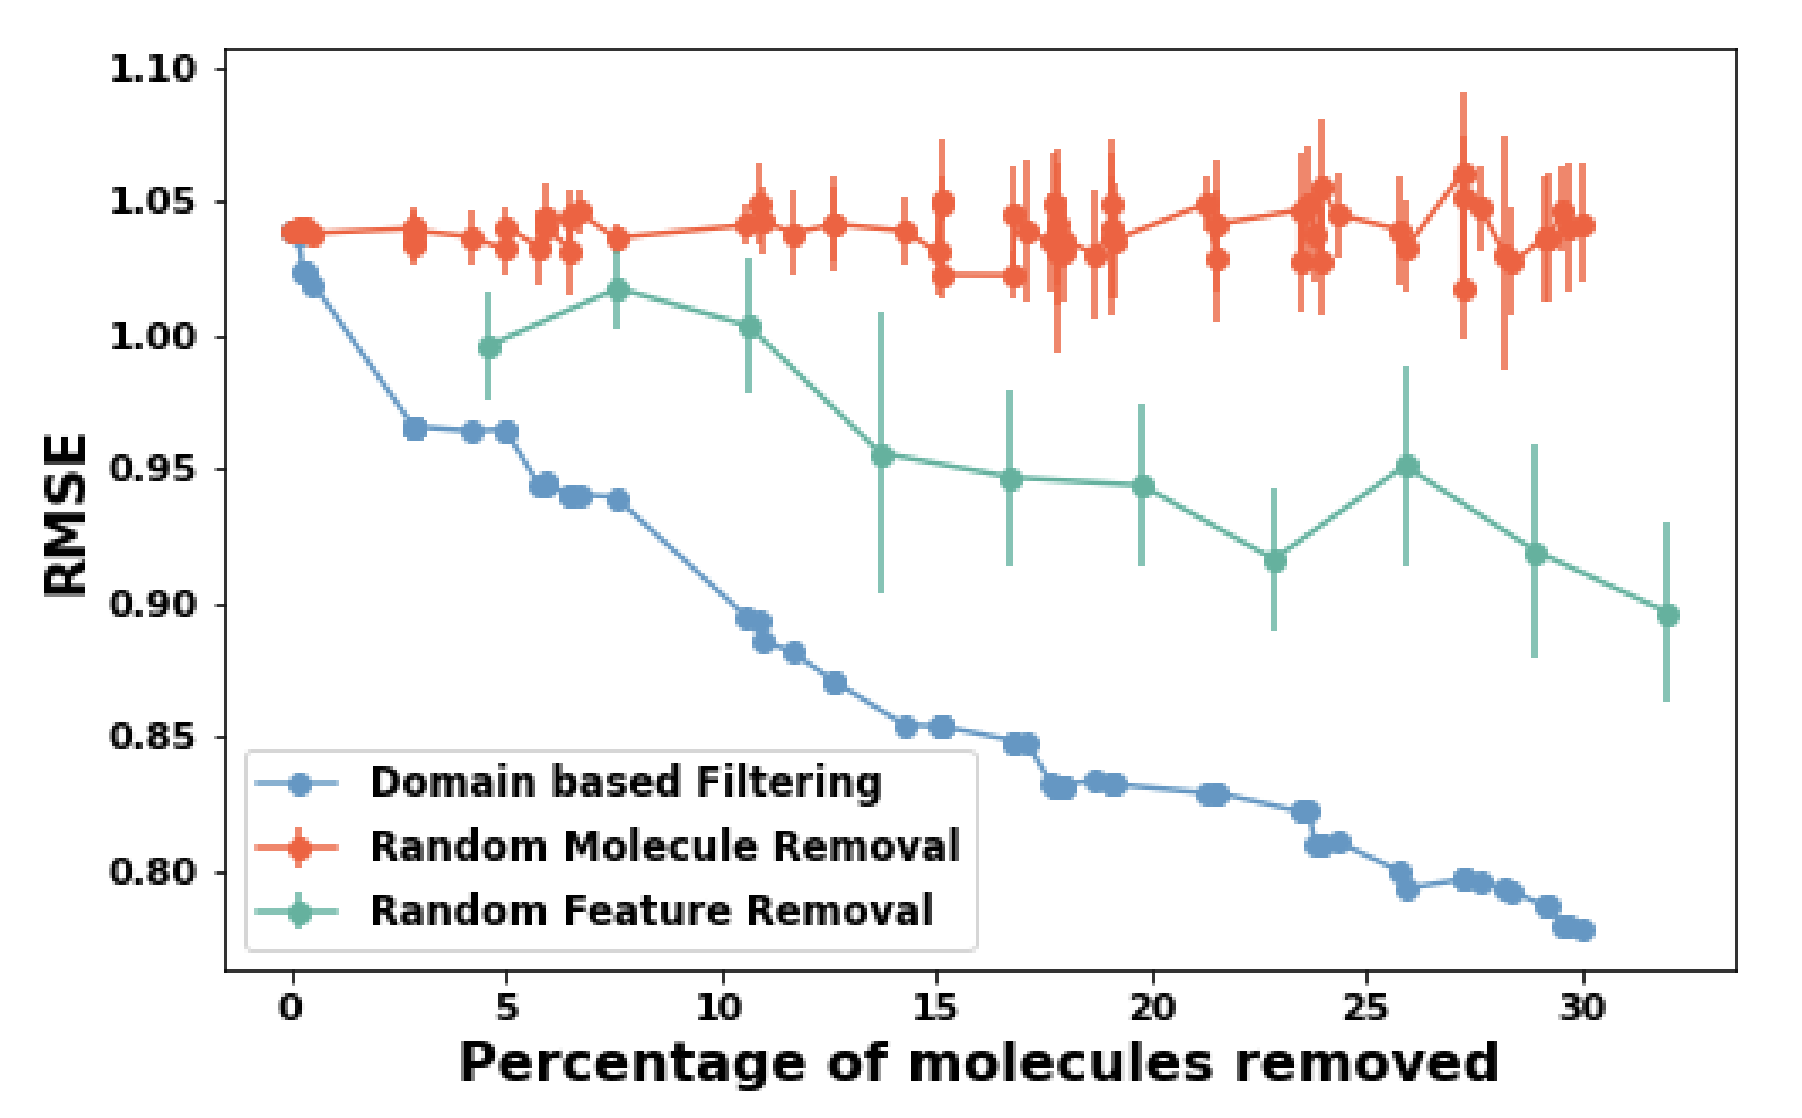 1.10
1.05
1.00
0.95
0.90
0.85
0.80
RMSE
Domain based Filtering
Random Molecule Removal
Random Feature Removal
0 5 10 15 20 25 30
Percentage of molecules removed